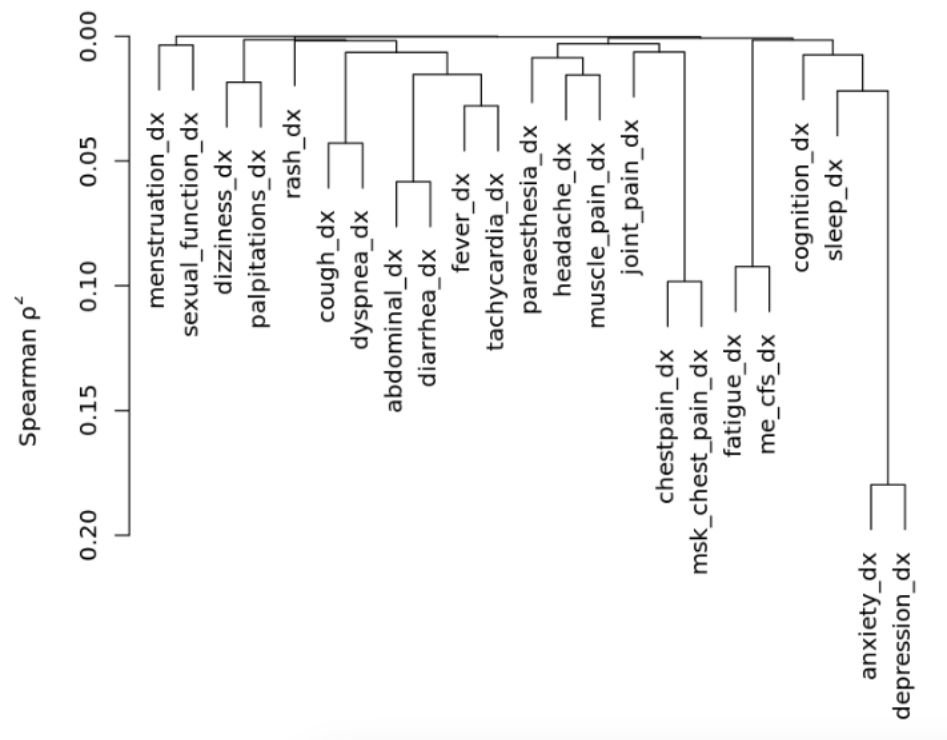 Spearman ρ²
0.00
0.05
0.10
0.15
0.20
menstruation_dx
sexual_function_dx
dizziness_dx
palpitations_dx
rash_dx
cough_dx
dyspnea_dx
abdominal_dx
diarrhea_dx
fever_dx
tachycardia_dx
paraesthesia_dx
headache_dx
muscle_pain_dx
joint_pain_dx
chestpain_dx
msk_chest_pain_dx
fatigue_dx
me_cfs_dx
cognition_dx
sleep_dx
anxiety_dx
depression_dx